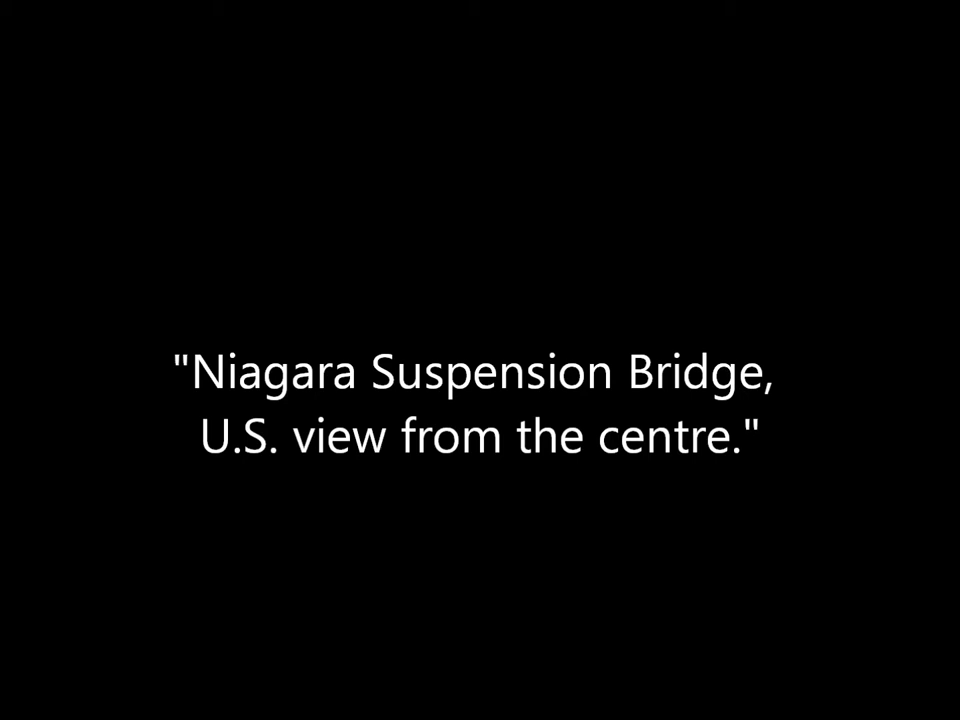 "Niagara Suspension Bridge,
U.S. view from the centre."